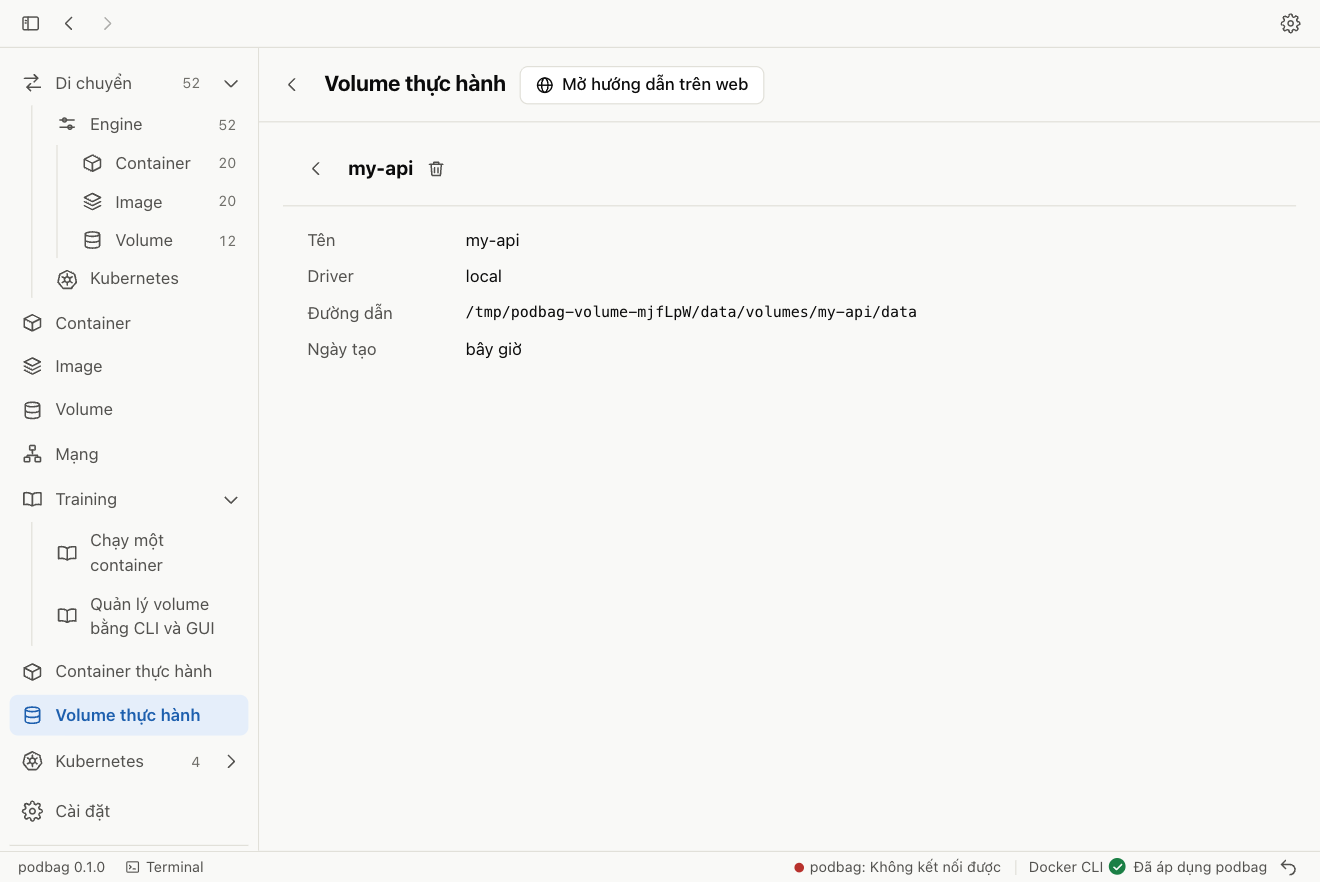 Di chuyển 52
Engine 52
Container 20
Image 20
Volume 12
Kubernetes
Container
Image
Volume
Mạng
Training
Chạy một
container
Quản lý volume
bằng CLI và GUI
Container thực hành
Volume thực hành
Kubernetes 4
Cài đặt
Volume thực hành
Mở hướng dẫn trên web
my-api
Tên my-api
Driver local
Đường dẫn /tmp/podbag-volume-mjfLpW/data/volumes/my-api/data
Ngày tạo bây giờ
podbag 0.1.0 Terminal podbag: Không kết nối được Docker CLI Đã áp dụng podbag